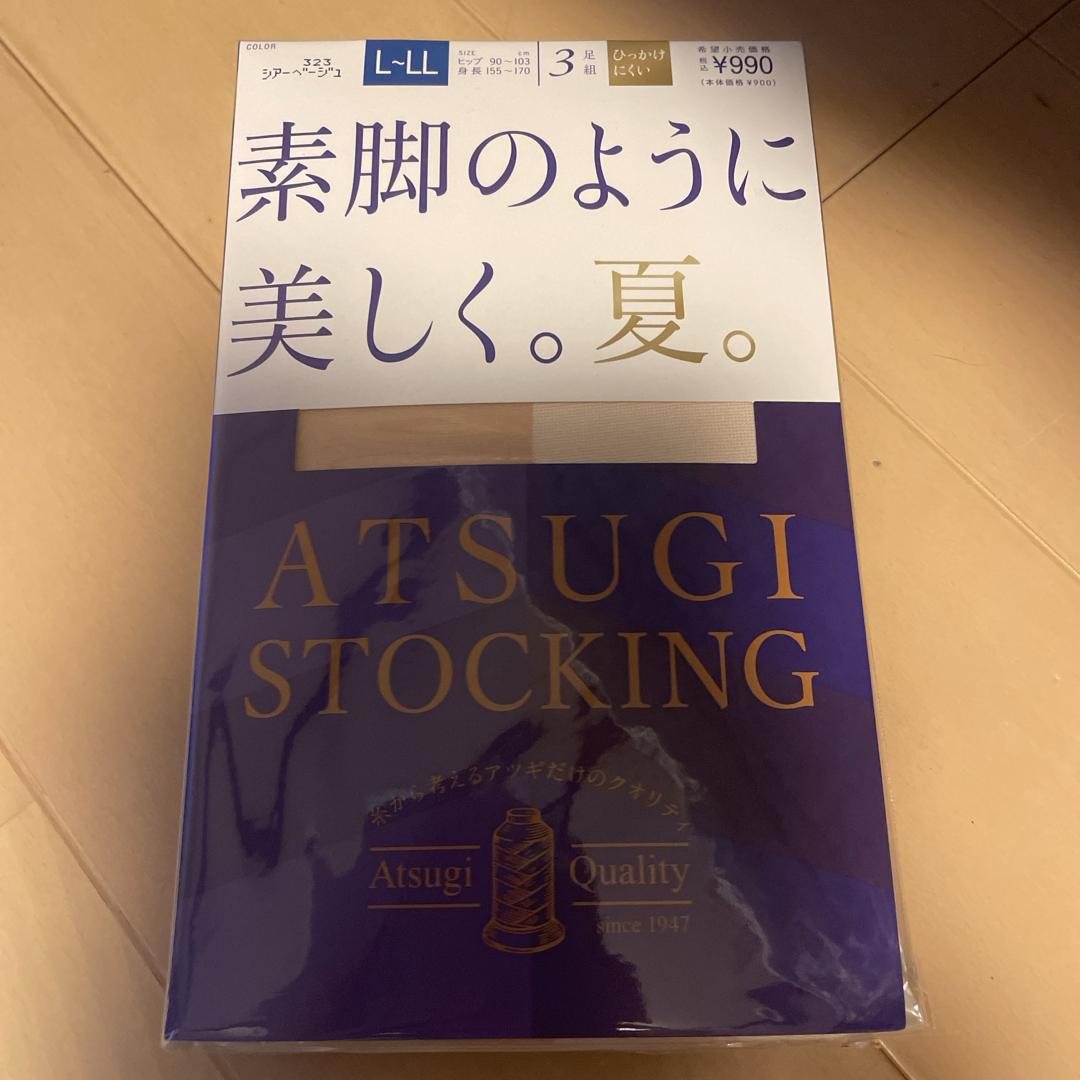 COLOR
323
シアーベージュ
L~LL
SIZE cm
ヒップ 90~103
身長 155~170
3足組
ひっかけ
にくい
希望小売価格
税込 ¥990
(本体価格¥900)
素脚のように
美しく。夏。
ATSUGI
STOCKING
糸から考えるアツギだけのクオリティ
Atsugi Quality
since 1947